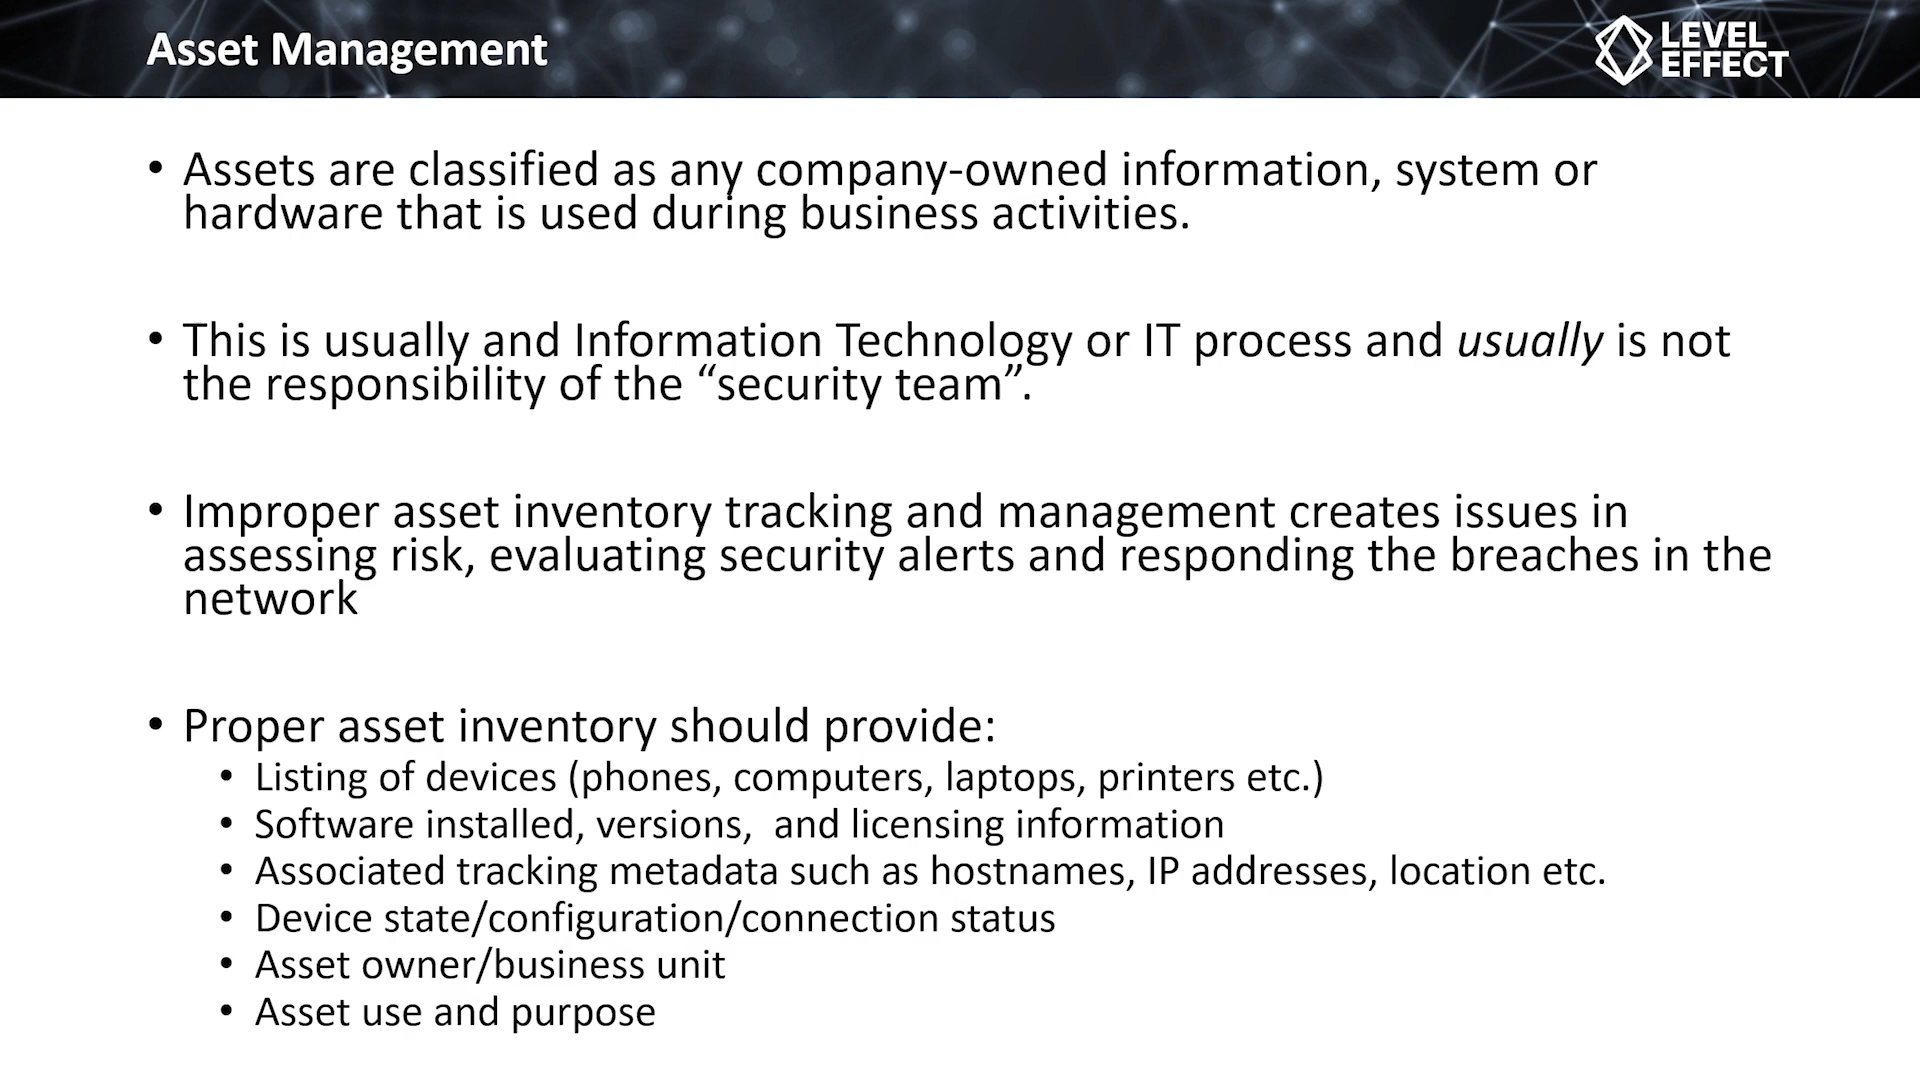 Asset Management
LEVEL
EFFECT
• Assets are classified as any company-owned information, system or
hardware that is used during business activities.
• This is usually and Information Technology or IT process and usually is not
the responsibility of the “security team”.
• Improper asset inventory tracking and management creates issues in
assessing risk, evaluating security alerts and responding the breaches in the
network
• Proper asset inventory should provide:
• Listing of devices (phones, computers, laptops, printers etc.)
• Software installed, versions,  and licensing information
• Associated tracking metadata such as hostnames, IP addresses, location etc.
• Device state/configuration/connection status
• Asset owner/business unit
• Asset use and purpose